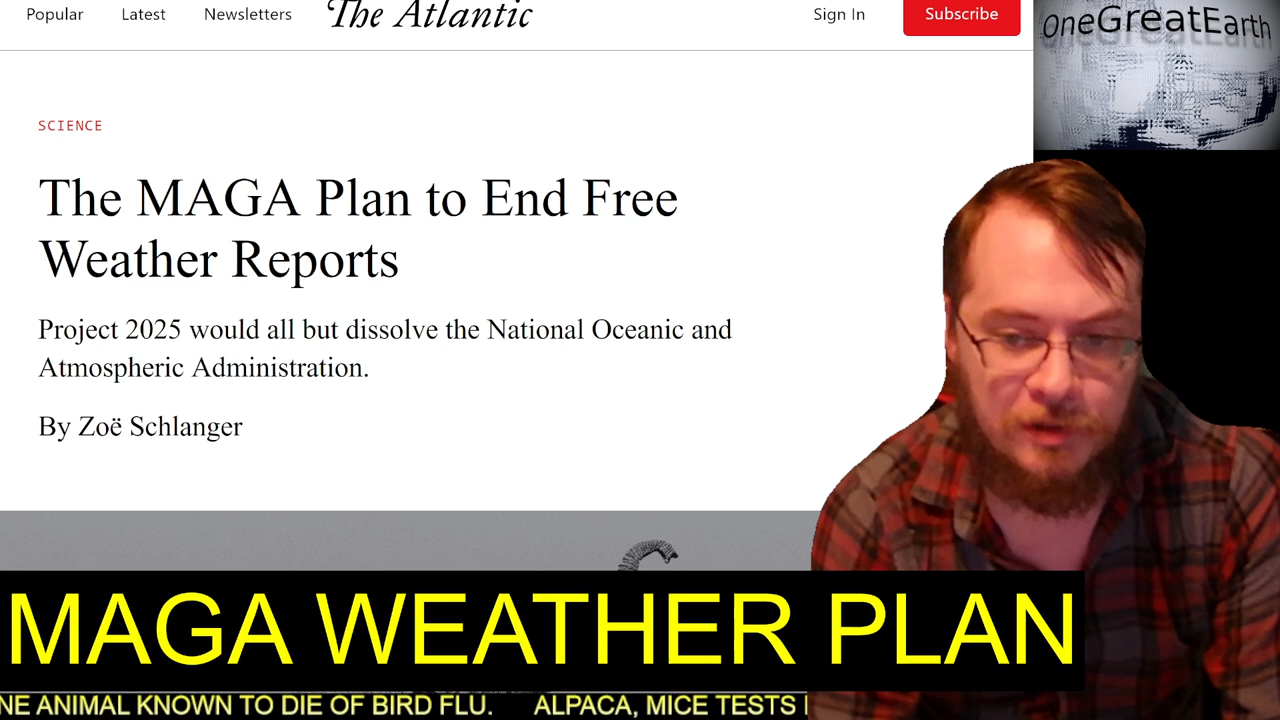 Popular Latest Newsletters The Atlantic Sign In Subscribe
OneGreatEarth
SCIENCE
The MAGA Plan to End Free
Weather Reports
Project 2025 would all but dissolve the National Oceanic and
Atmospheric Administration.
By Zoë Schlanger
MAGA WEATHER PLAN
NE ANIMAL KNOWN TO DIE OF BIRD FLU. ALPACA, MICE TESTS